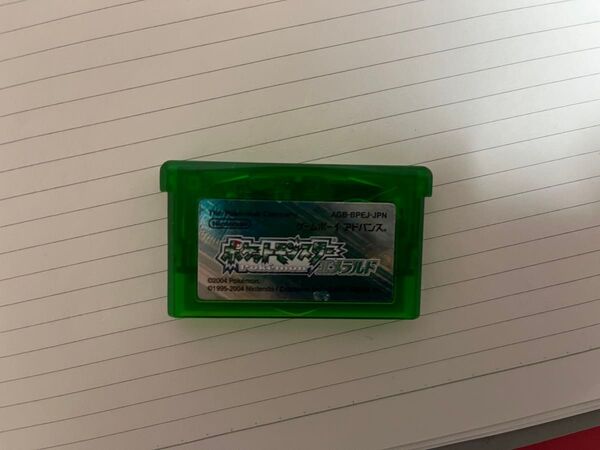 The Pokémon Company
Nintendo
AGB-BPEJ-JPN
ゲームボーイアドバンス
ポケットモンスター
Pokémon
エメラルド
©2004 Pokémon.
©1995-2004 Nintendo/